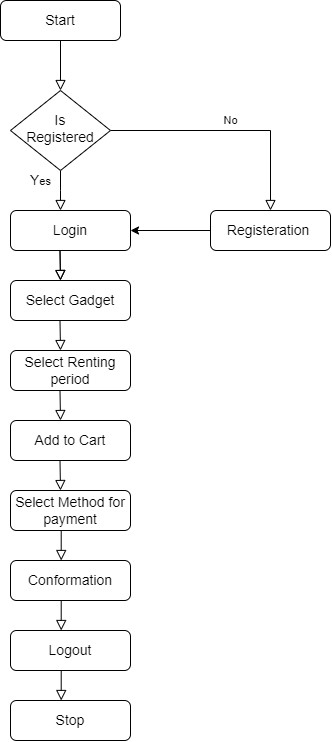 Start
Is
Registered
No
Yes
Login
Registeration
Select Gadget
Select Renting
period
Add to Cart
Select Method for
payment
Conformation
Logout
Stop